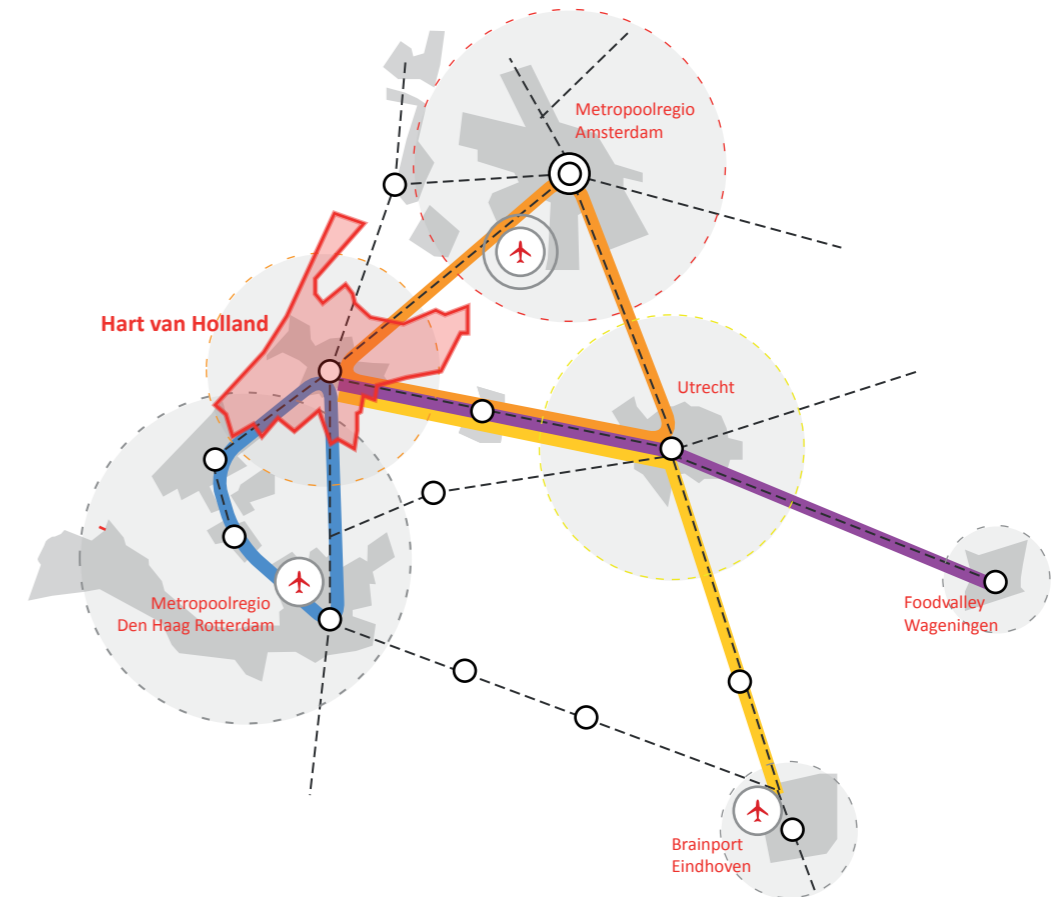 Metropoolregio
Amsterdam
Hart van Holland
Utrecht
Metropoolregio
Den Haag Rotterdam
Foodvalley
Wageningen
Brainport
Eindhoven